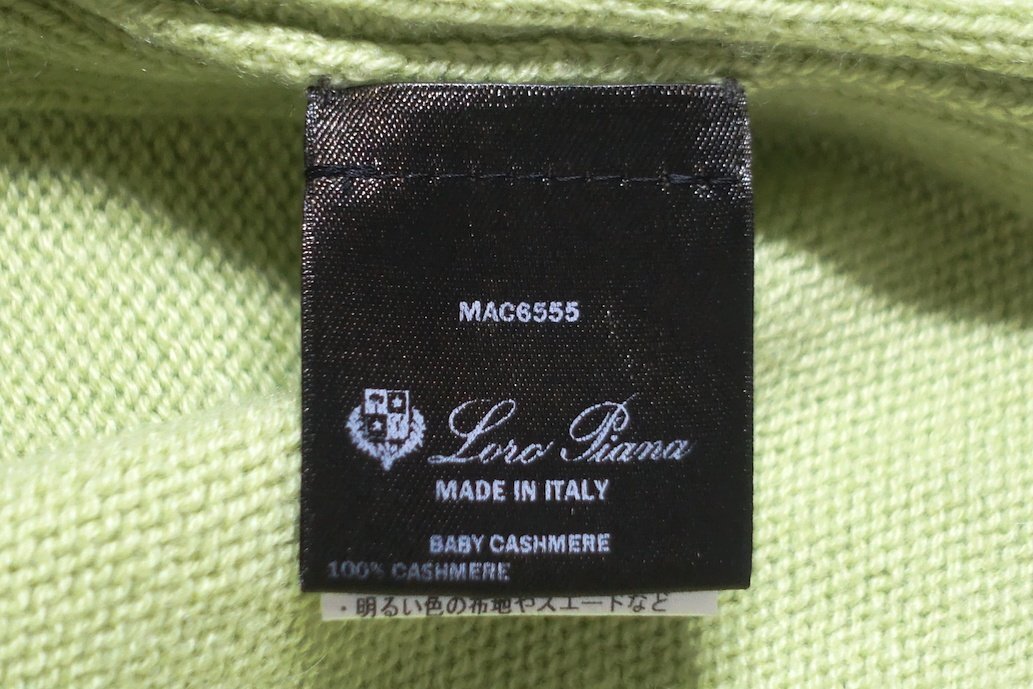 MAC6555
Loro Piana
MADE IN ITALY
BABY CASHMERE
100% CASHMERE
・明るい色の布地やスエードなど